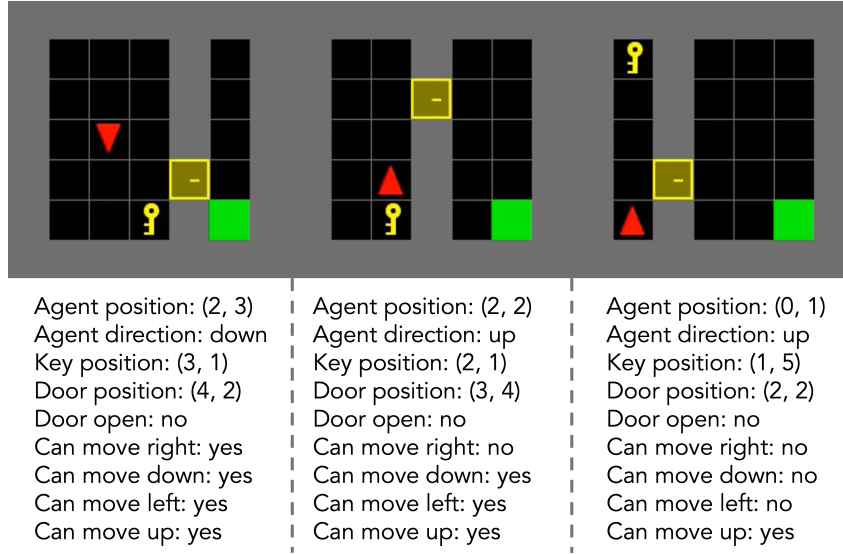 Agent position: (2, 3)
Agent direction: down
Key position: (3, 1)
Door position: (4, 2)
Door open: no
Can move right: yes
Can move down: yes
Can move left: yes
Can move up: yes
Agent position: (2, 2)
Agent direction: up
Key position: (2, 1)
Door position: (3, 4)
Door open: no
Can move right: no
Can move down: yes
Can move left: yes
Can move up: yes
Agent position: (0, 1)
Agent direction: up
Key position: (1, 5)
Door position: (2, 2)
Door open: no
Can move right: no
Can move down: no
Can move left: no
Can move up: yes